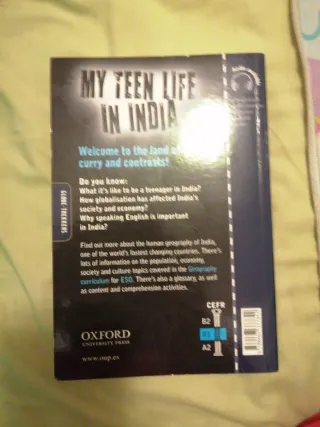 MY TEEN LIFE
IN INDIA
Welcome to the land of
curry and contrasts!
Do you know:
What it's like to be a teenager in India?
How globalisation has affected India's
society and economy?
Why speaking English is important
in India?
GLOBE TREKKERS
Find out more about the human geography of India,
one of the world's fastest changing countries. There's
lots of information on the population, economy,
society and culture topics covered in the Geography
curriculum for ESO. There's also a glossary, as well
as content and comprehension activities.
CEFR
B2
B1
A2
OXFORD
UNIVERSITY PRESS
www.oup.es